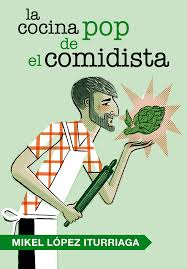 la
cocina pop
de
el comidista
MIKEL LÓPEZ ITURRIAGA